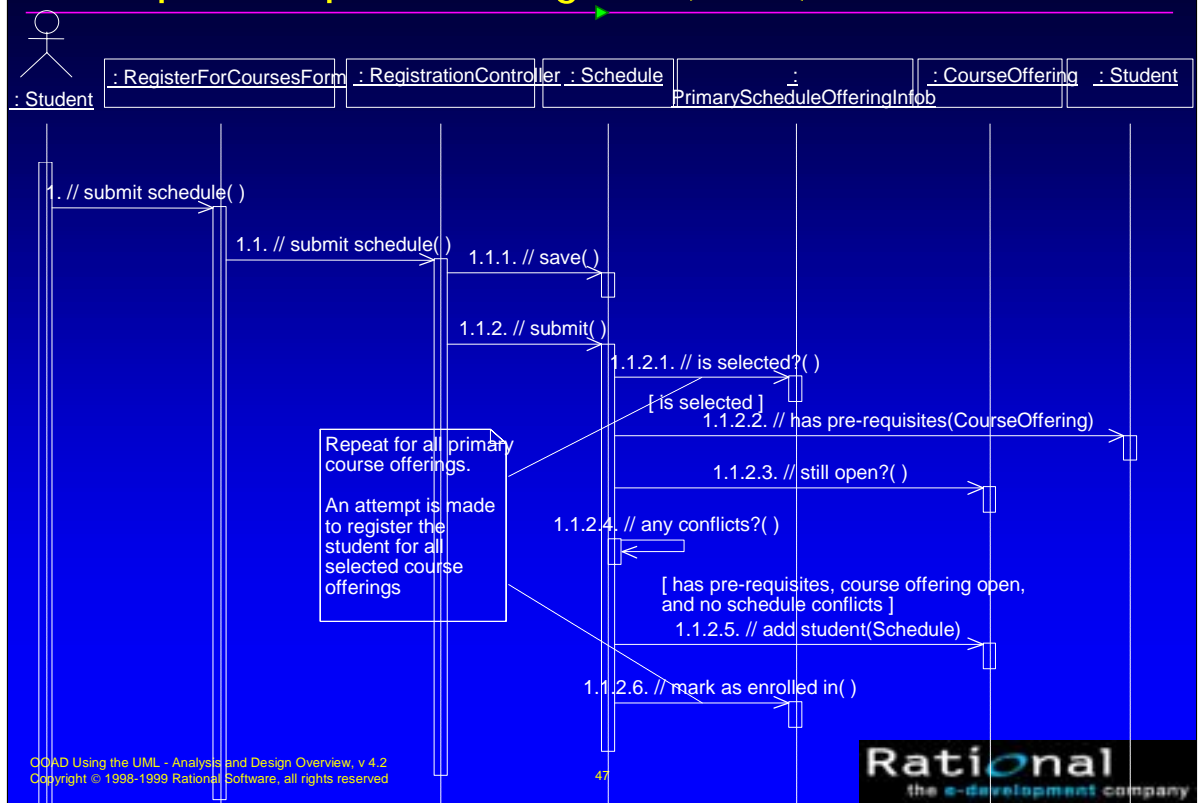 : Student
: RegisterForCoursesForm
: RegistrationController
: Schedule
:
PrimaryScheduleOfferingInfob
: CourseOffering
: Student
1. // submit schedule( )
1.1. // submit schedule( )
1.1.1. // save( )
1.1.2. // submit( )
1.1.2.1. // is selected?( )
[ is selected ]
1.1.2.2. // has pre-requisites(CourseOffering)
Repeat for all primary
course offerings.
An attempt is made
to register the
student for all
selected course
offerings
1.1.2.3. // still open?( )
1.1.2.4. // any conflicts?( )
[ has pre-requisites, course offering open,
and no schedule conflicts ]
1.1.2.5. // add student(Schedule)
1.1.2.6. // mark as enrolled in( )
OOAD Using the UML - Analysis and Design Overview, v 4.2
Copyright © 1998-1999 Rational Software, all rights reserved
47
Rational
the e-development company